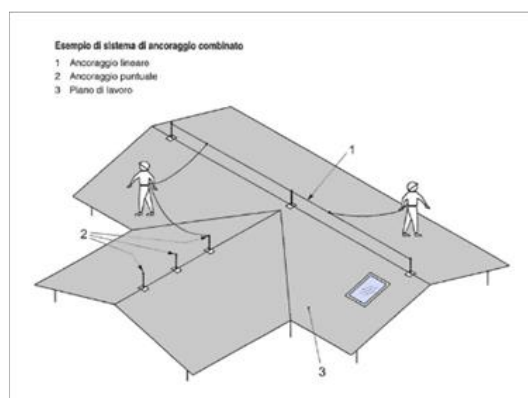 Esempio di sistema di ancoraggio combinato
1 Ancoraggio lineare
2 Ancoraggio puntuale
3 Piano di lavoro
1
2
3